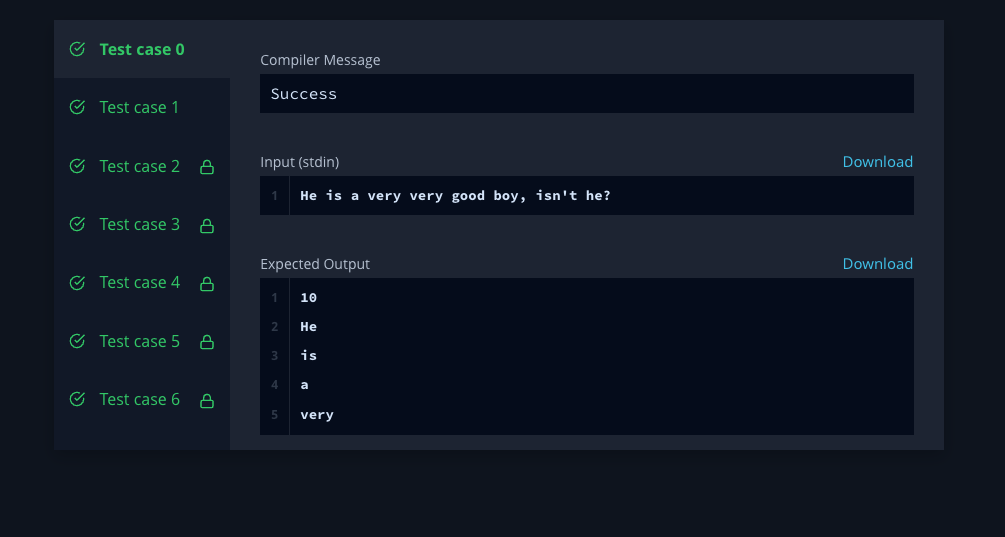 Test case 0
Test case 1
Test case 2
Test case 3
Test case 4
Test case 5
Test case 6
Compiler Message
Success
Input (stdin)
Download
1 He is a very very good boy, isn't he?
Expected Output
Download
1 10
2 He
3 is
4 a
5 very